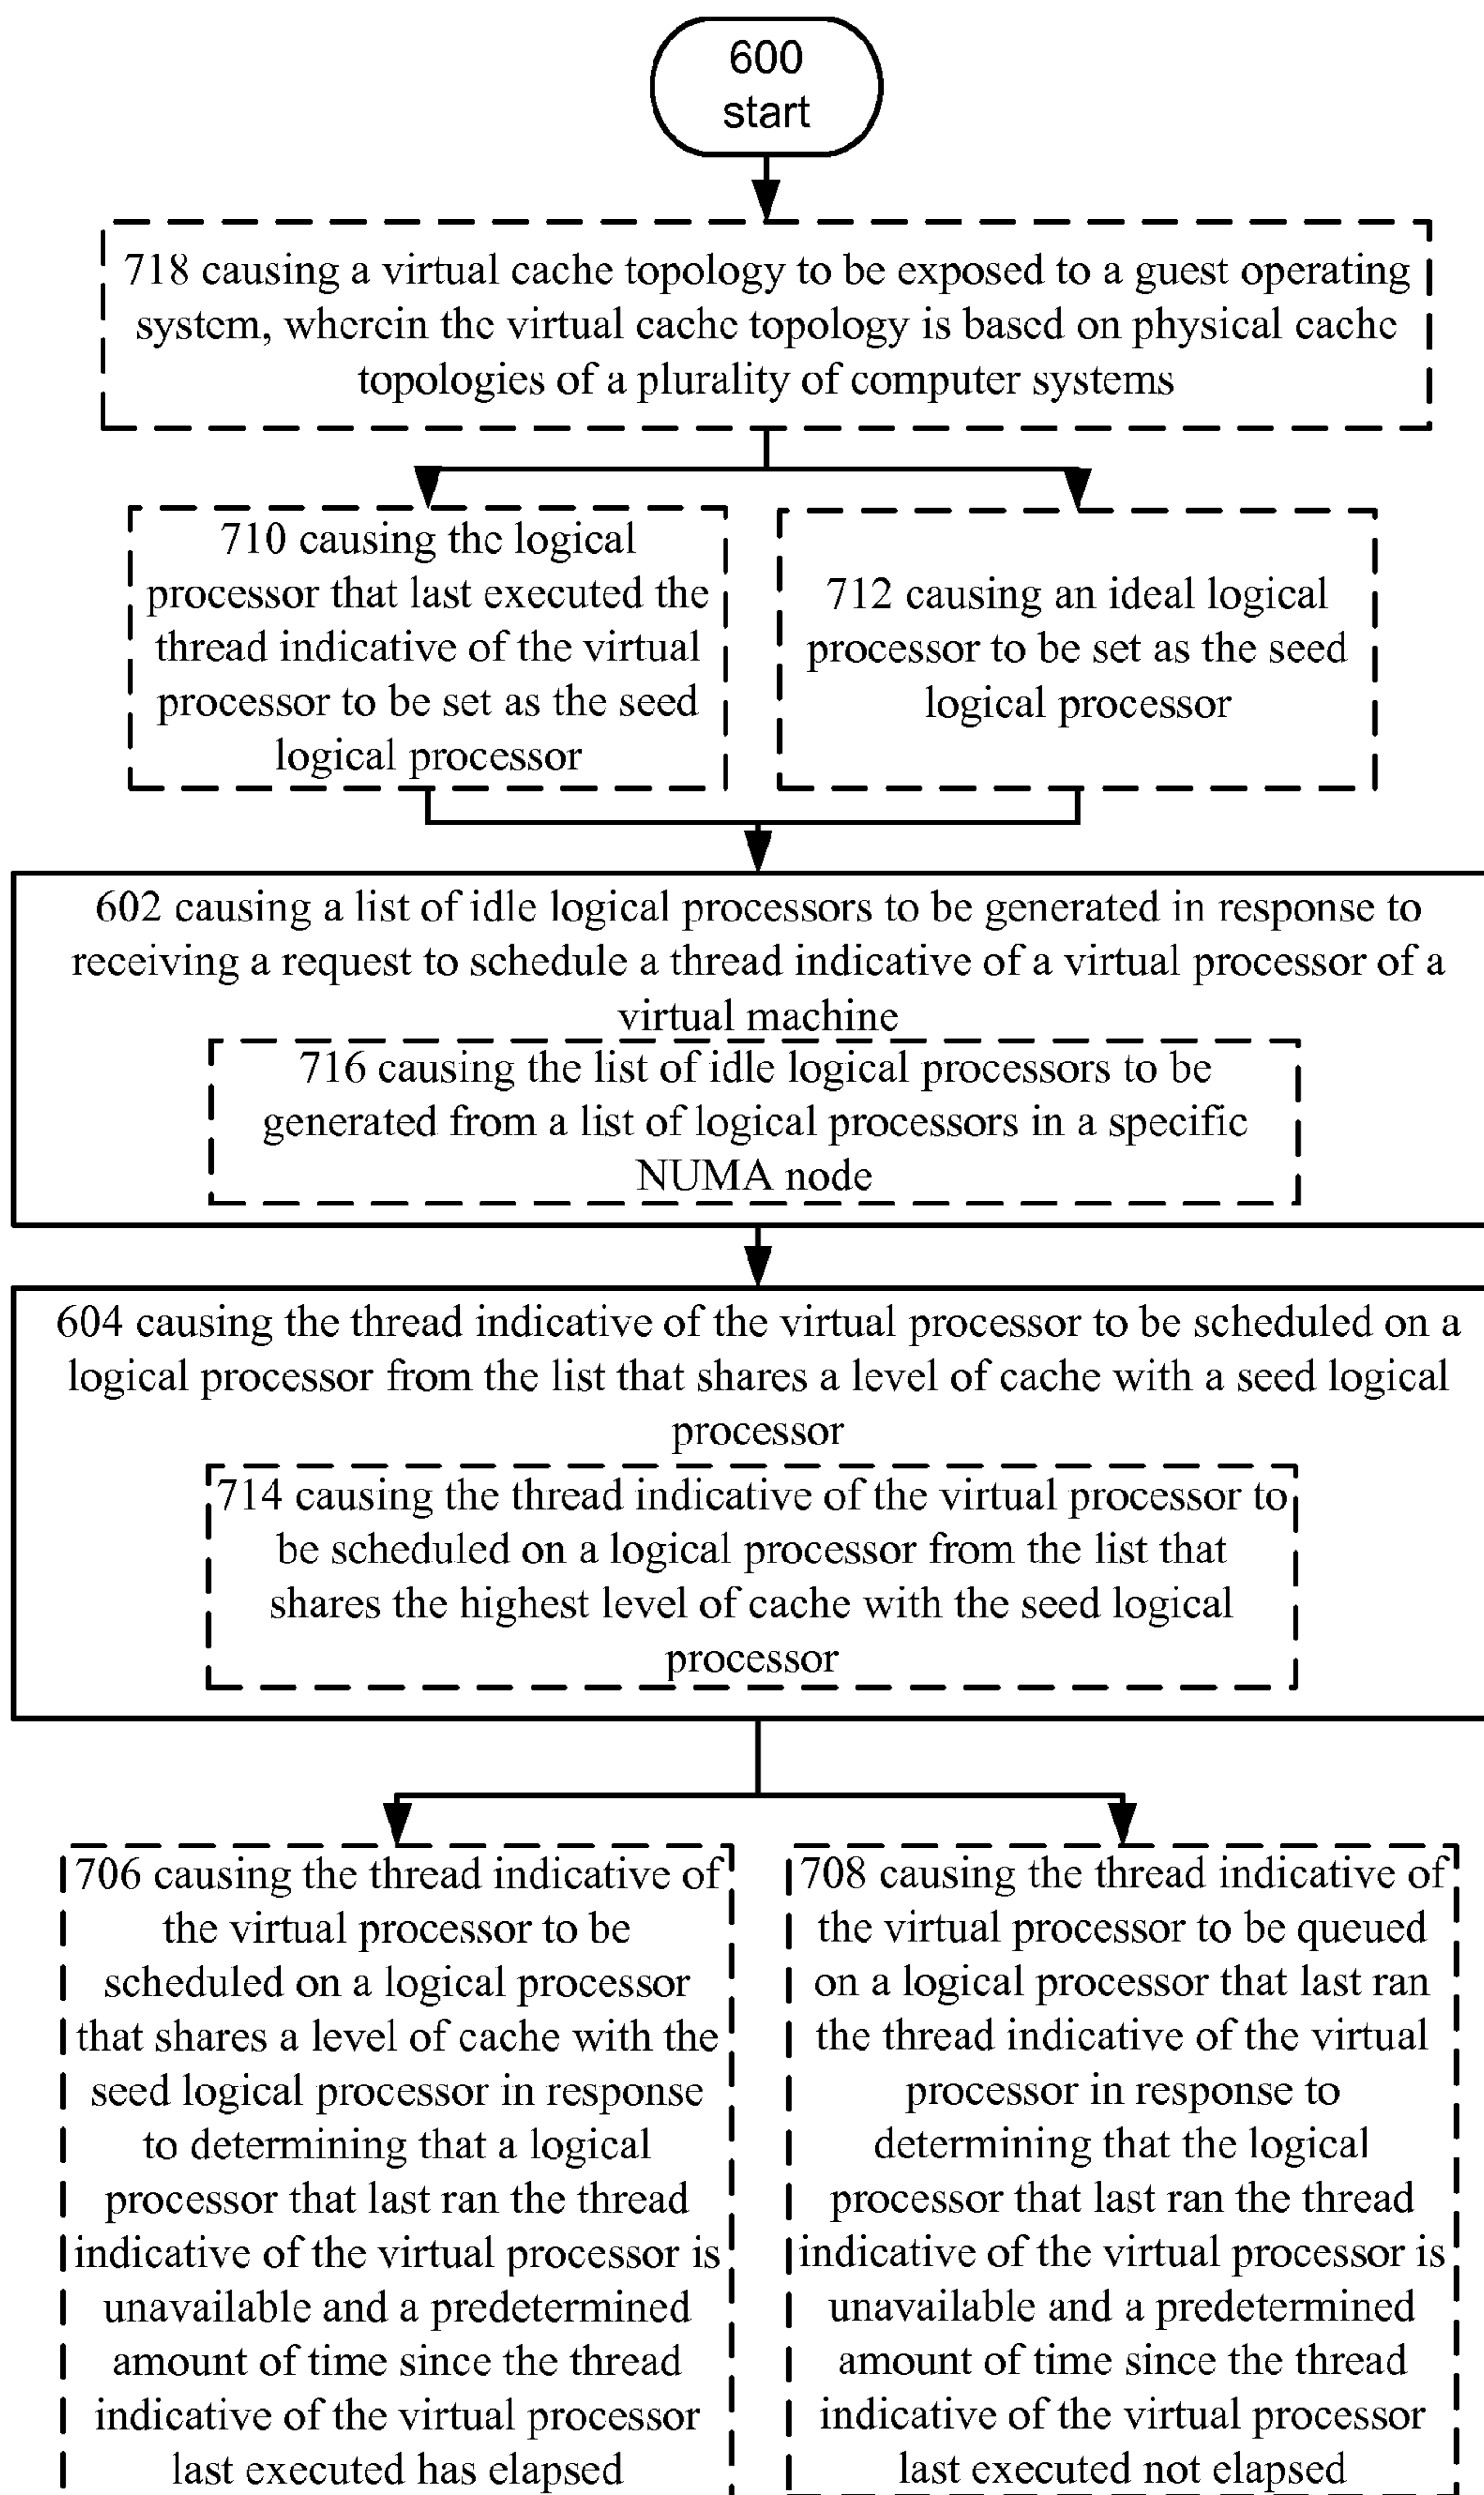 600
start
718 causing a virtual cache topology to be exposed to a guest operating
system, wherein the virtual cache topology is based on physical cache
topologies of a plurality of computer systems
710 causing the logical
processor that last executed the
thread indicative of the virtual
processor to be set as the seed
logical processor
712 causing an ideal logical
processor to be set as the seed
logical processor
602 causing a list of idle logical processors to be generated in response to
receiving a request to schedule a thread indicative of a virtual processor of a
virtual machine
716 causing the list of idle logical processors to be
generated from a list of logical processors in a specific
NUMA node
604 causing the thread indicative of the virtual processor to be scheduled on a
logical processor from the list that shares a level of cache with a seed logical
processor
714 causing the thread indicative of the virtual processor to
be scheduled on a logical processor from the list that
shares the highest level of cache with the seed logical
processor
706 causing the thread indicative of
the virtual processor to be
scheduled on a logical processor
that shares a level of cache with the
seed logical processor in response
to determining that a logical
processor that last ran the thread
indicative of the virtual processor is
unavailable and a predetermined
amount of time since the thread
indicative of the virtual processor
last executed has elapsed
708 causing the thread indicative of
the virtual processor to be queued
on a logical processor that last ran
the thread indicative of the virtual
processor in response to
determining that the logical
processor that last ran the thread
indicative of the virtual processor is
unavailable and a predetermined
amount of time since the thread
indicative of the virtual processor
last executed not elapsed